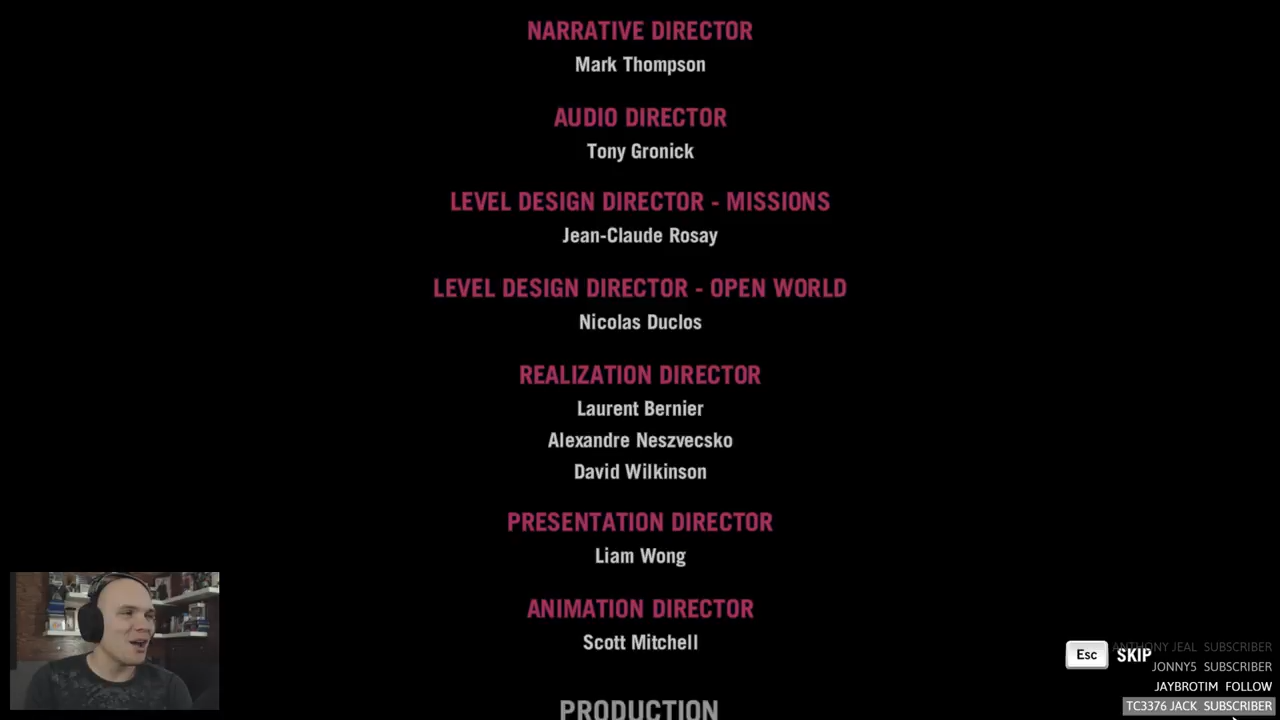 NARRATIVE DIRECTOR
Mark Thompson
AUDIO DIRECTOR
Tony Gronick
LEVEL DESIGN DIRECTOR - MISSIONS
Jean-Claude Rosay
LEVEL DESIGN DIRECTOR - OPEN WORLD
Nicolas Duclos
REALIZATION DIRECTOR
Laurent Bernier
Alexandre Neszvecsko
David Wilkinson
PRESENTATION DIRECTOR
Liam Wong
ANIMATION DIRECTOR
Scott Mitchell
PRODUCTION
Esc SKIP
ANTHONY JEAL SUBSCRIBER
JONNY5 SUBSCRIBER
JAYBROTIM FOLLOW
TC3376 JACK SUBSCRIBER